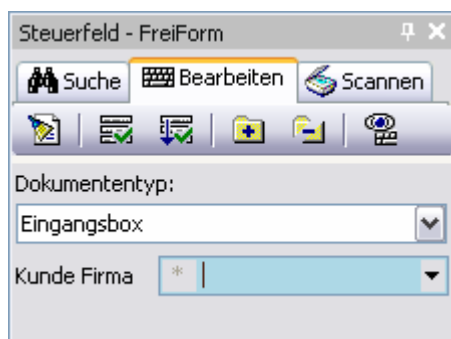 Steuerfeld - FreiForm
Suche Bearbeiten Scannen
Dokumententyp:
Eingangsbox
Kunde Firma *